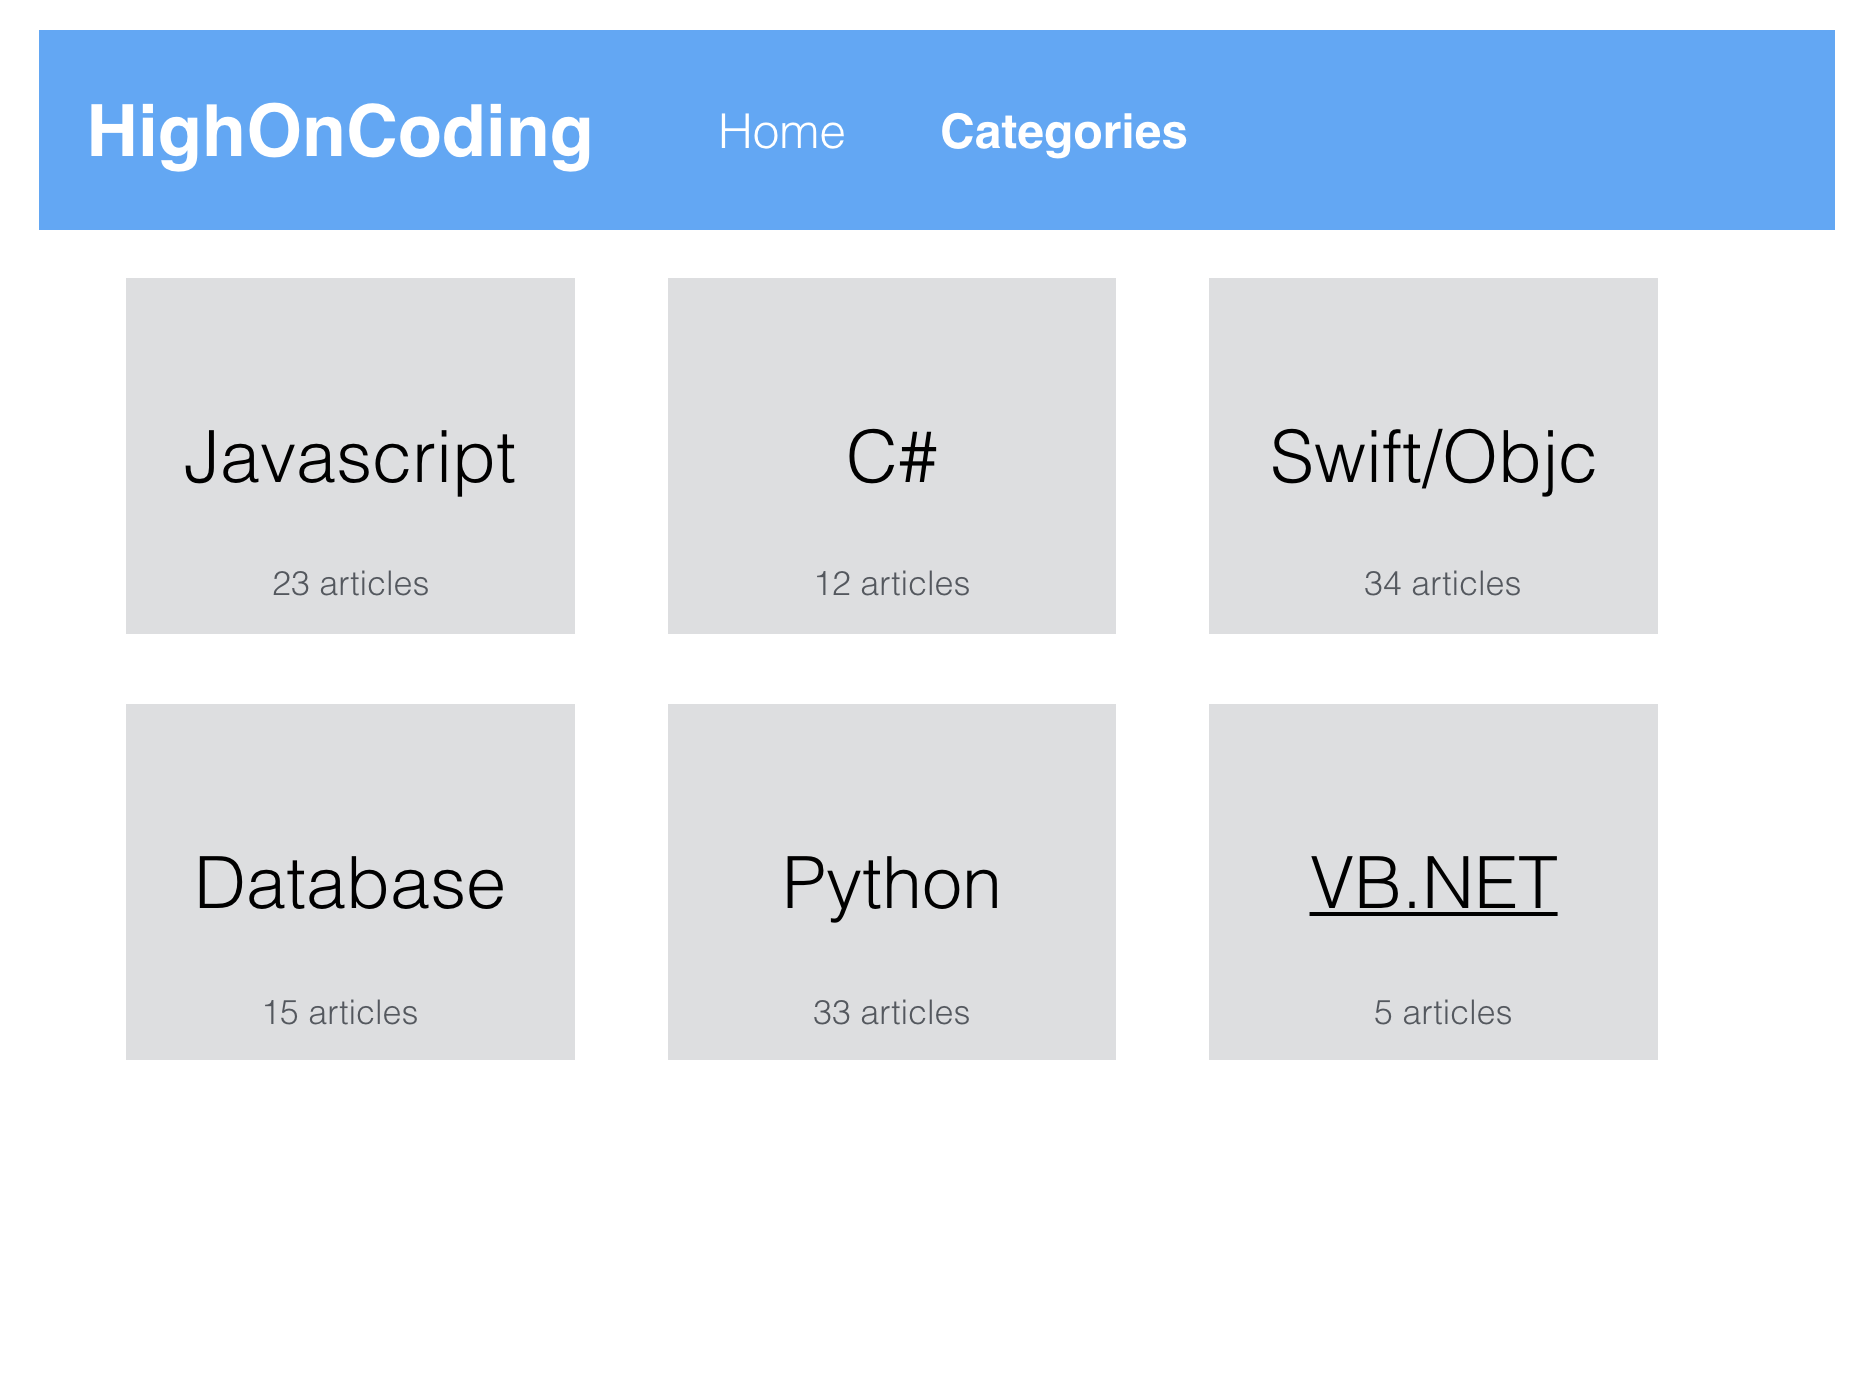 HighOnCoding Home Categories
Javascript C# Swift/Objc
23 articles 12 articles 34 articles
Database Python VB.NET
15 articles 33 articles 5 articles